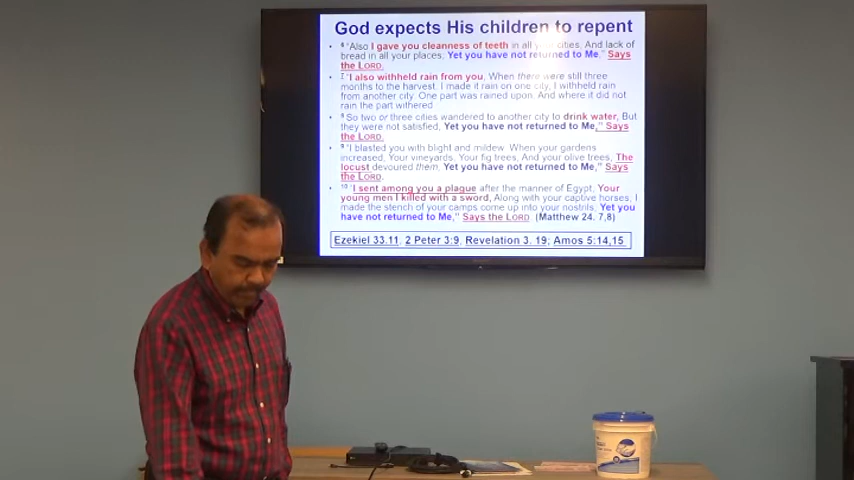 God expects His children to repent
• 6 "Also I gave you cleanness of teeth in all your cities, And lack of
bread in all your places; Yet you have not returned to Me," Says
the LORD.
• 7 "I also withheld rain from you, When there were still three
months to the harvest. I made it rain on one city, I withheld rain
from another city. One part was rained upon, And where it did not
rain the part withered.
• 8 So two or three cities wandered to another city to drink water, But
they were not satisfied; Yet you have not returned to Me," Says
the LORD.
• 9 "I blasted you with blight and mildew. When your gardens
increased, Your vineyards, Your fig trees, And your olive trees, The
locust devoured them; Yet you have not returned to Me," Says
the LORD.
• 10 "I sent among you a plague after the manner of Egypt; Your
young men I killed with a sword, Along with your captive horses; I
made the stench of your camps come up into your nostrils; Yet you
have not returned to Me," Says the LORD (Matthew 24. 7,8)
Ezekiel 33.11. 2 Peter 3:9. Revelation 3. 19; Amos 5:14,15